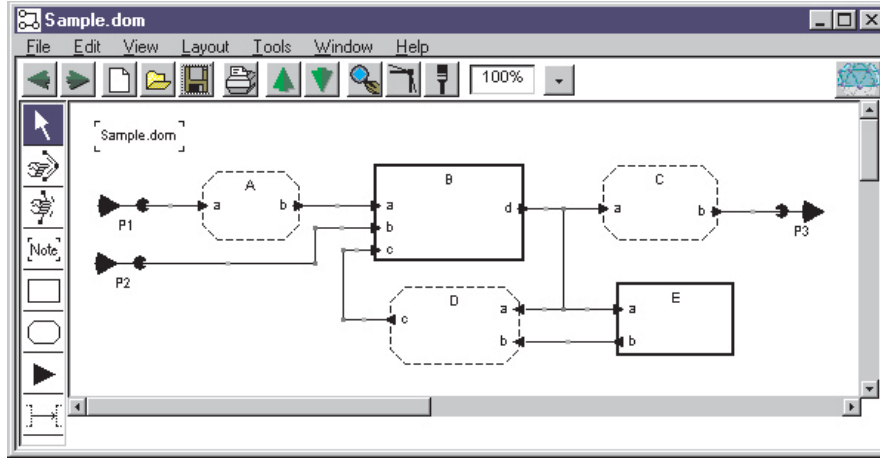 Sample.dom
File Edit View Layout Tools Window Help
100%
Sample.dom
A
B
C
a b
a
d
a
b
P1
b
P3
Note
c
P2
D
E
c
a
a
b
b